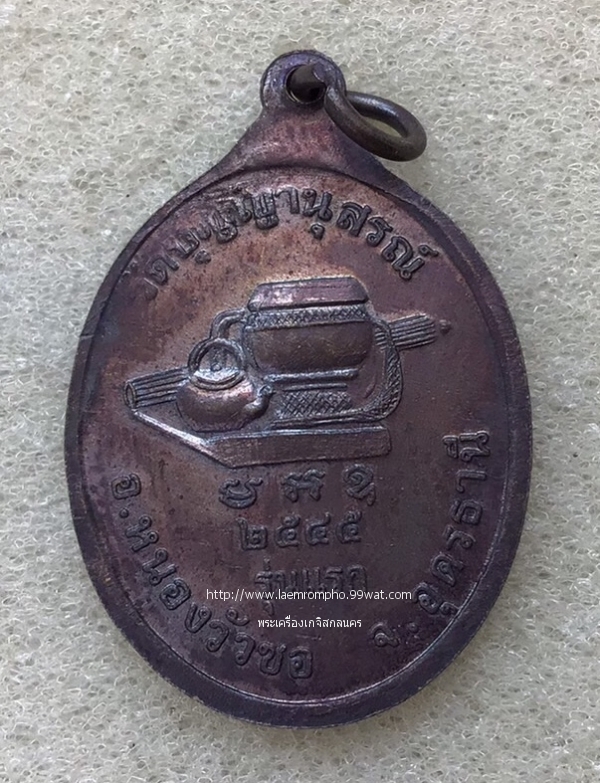 วัดบุญญานุสรณ์
๒๕๔๕
รุ่นแรก
http://www.laemrompho.99wat.com
พระเครื่องเกจิสกลนคร
อ.หนองวัวซอ จ.อุดรธานี